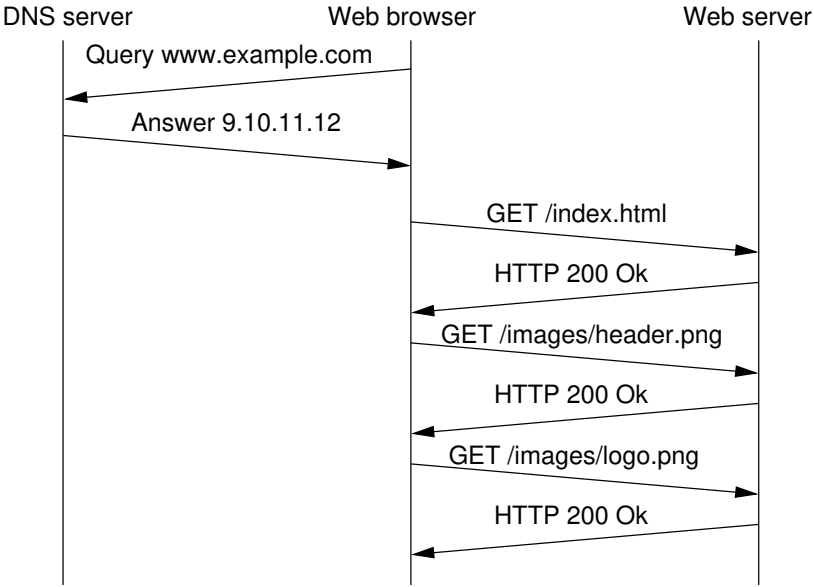 DNS server
Web browser
Web server
Query www.example.com
Answer 9.10.11.12
GET /index.html
HTTP 200 Ok
GET /images/header.png
HTTP 200 Ok
GET /images/logo.png
HTTP 200 Ok